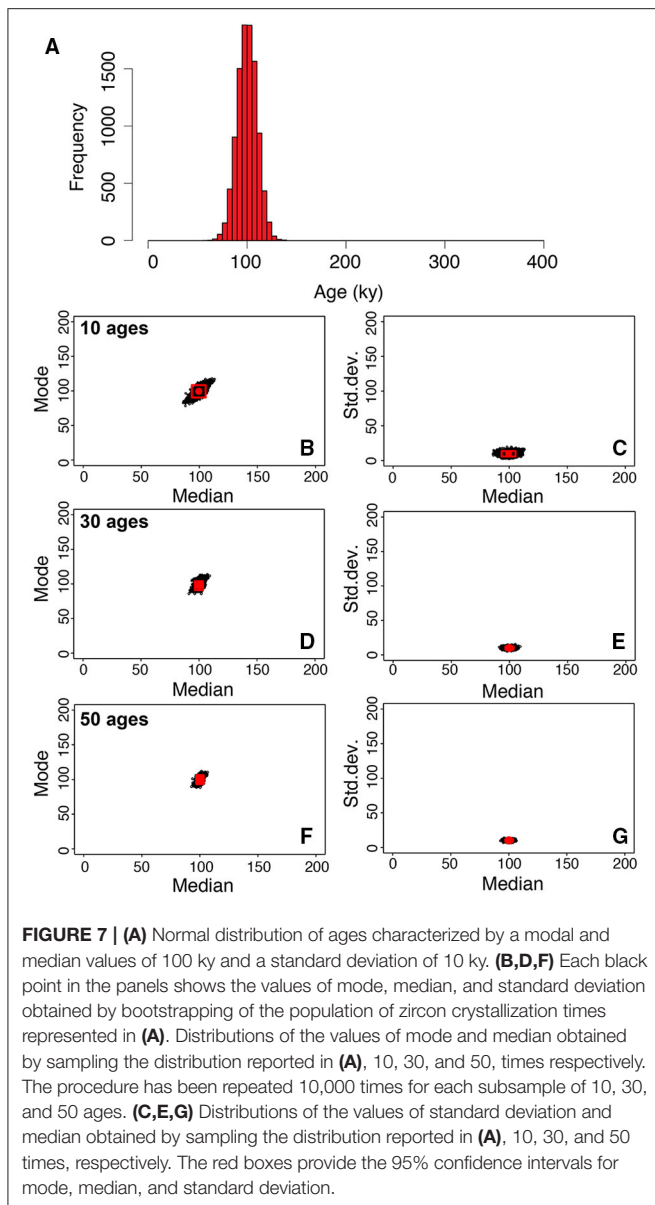 A
Frequency
0 500 1000 1500
0 100 200 300 400
Age (ky)
10 ages
Mode
0 50 100 150 200
B
0 50 100 150 200
Median
Std.dev.
0 50 100 150 200
C
0 50 100 150 200
Median
30 ages
Mode
0 50 100 150 200
D
0 50 100 150 200
Median
Std.dev.
0 50 100 150 200
E
0 50 100 150 200
Median
50 ages
Mode
0 50 100 150 200
F
0 50 100 150 200
Median
Std.dev.
0 50 100 150 200
G
0 50 100 150 200
Median
FIGURE 7 | (A) Normal distribution of ages characterized by a modal and
median values of 100 ky and a standard deviation of 10 ky. (B,D,F) Each black
point in the panels shows the values of mode, median, and standard deviation
obtained by bootstrapping of the population of zircon crystallization times
represented in (A). Distributions of the values of mode and median obtained
by sampling the distribution reported in (A), 10, 30, and 50, times respectively.
The procedure has been repeated 10,000 times for each subsample of 10, 30,
and 50 ages. (C,E,G) Distributions of the values of standard deviation and
median obtained by sampling the distribution reported in (A), 10, 30, and 50
times, respectively. The red boxes provide the 95% confidence intervals for
mode, median, and standard deviation.